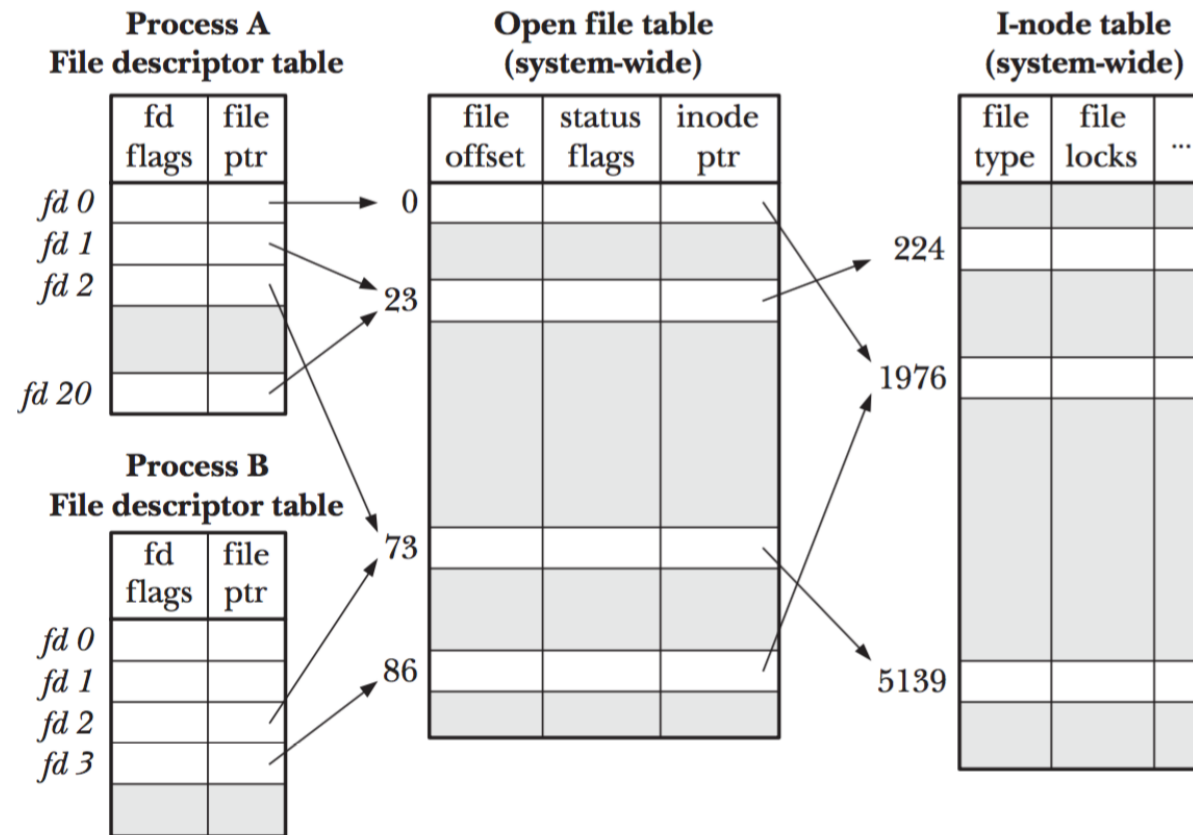 Process A
File descriptor table
fd
flags
file
ptr
fd 0
fd 1
fd 2
fd 20
Process B
File descriptor table
fd
flags
file
ptr
fd 0
fd 1
fd 2
fd 3
Open file table
(system-wide)
file
offset
status
flags
inode
ptr
0
23
73
86
I-node table
(system-wide)
file
type
file
locks
...
224
1976
5139